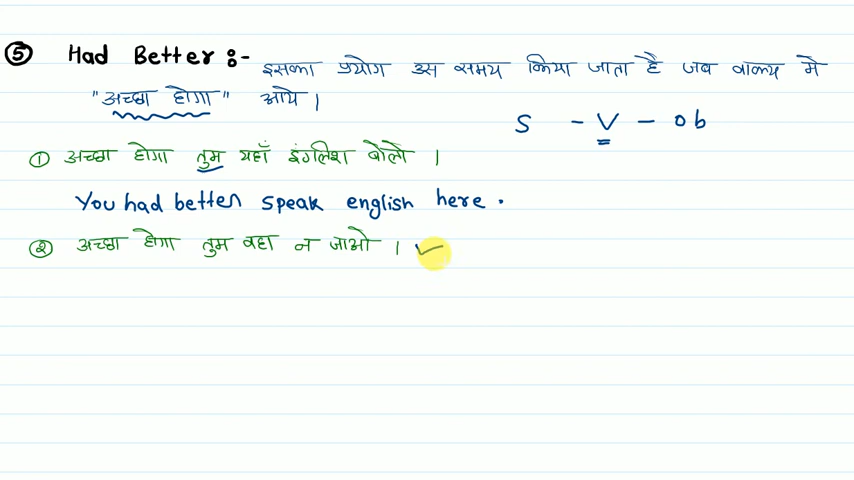 ⑤ Had Better :- इसका प्रयोग उस समय किया जाता है जब वाक्य मे
"अच्छा होगा" आये ।
S - V - ob
① अच्छा होगा तुम यहाँ इंगलिश बोलो ।
You had better speak english here .
② अच्छा होगा तुम वहा न जाओ ।